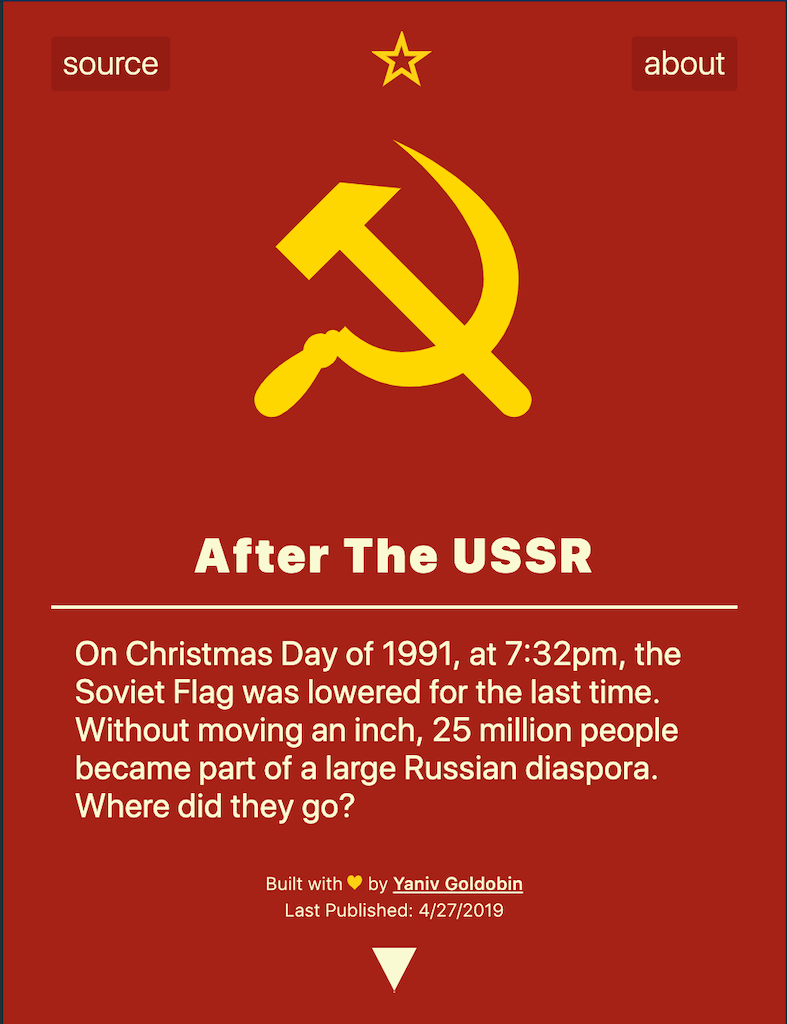 source
about
After The USSR
On Christmas Day of 1991, at 7:32pm, the
Soviet Flag was lowered for the last time.
Without moving an inch, 25 million people
became part of a large Russian diaspora.
Where did they go?
Built with 💛 by Yaniv Goldobin
Last Published: 4/27/2019